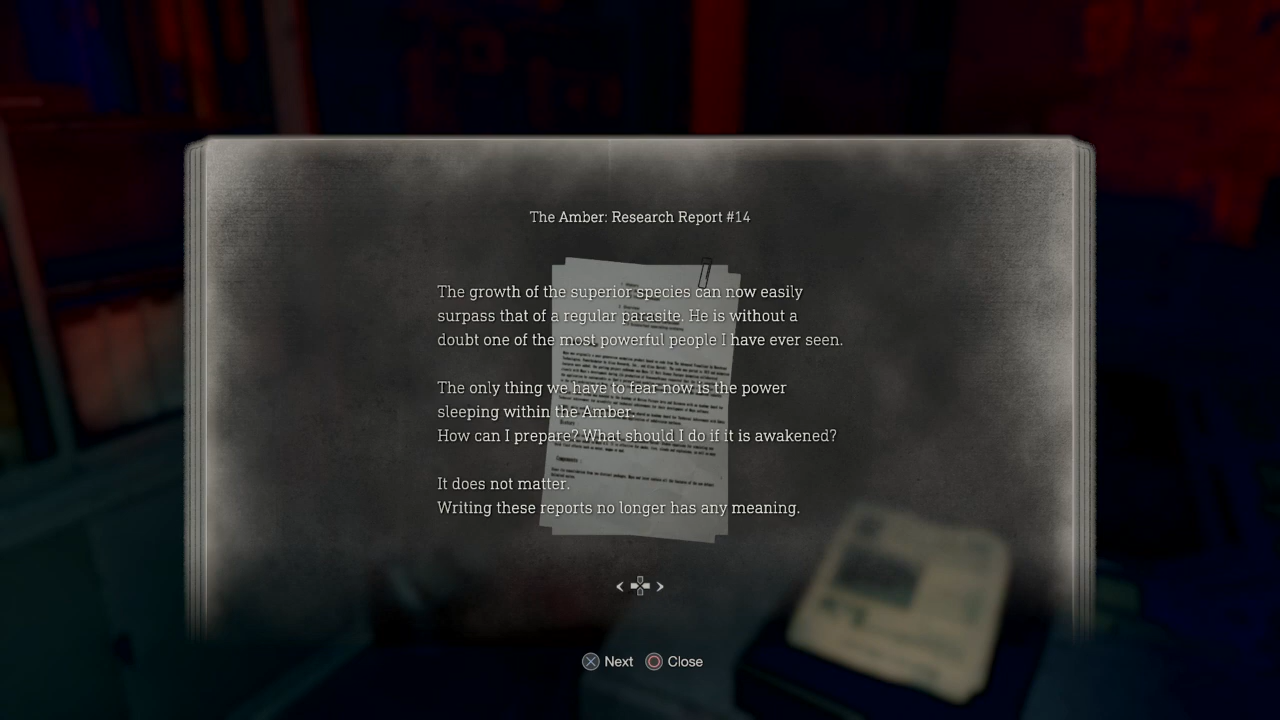 The Amber: Research Report #14
The growth of the superior species can now easily
surpass that of a regular parasite. He is without a
doubt one of the most powerful people I have ever seen.
The only thing we have to fear now is the power
sleeping within the Amber.
How can I prepare? What should I do if it is awakened?
It does not matter.
Writing these reports no longer has any meaning.
Next Close